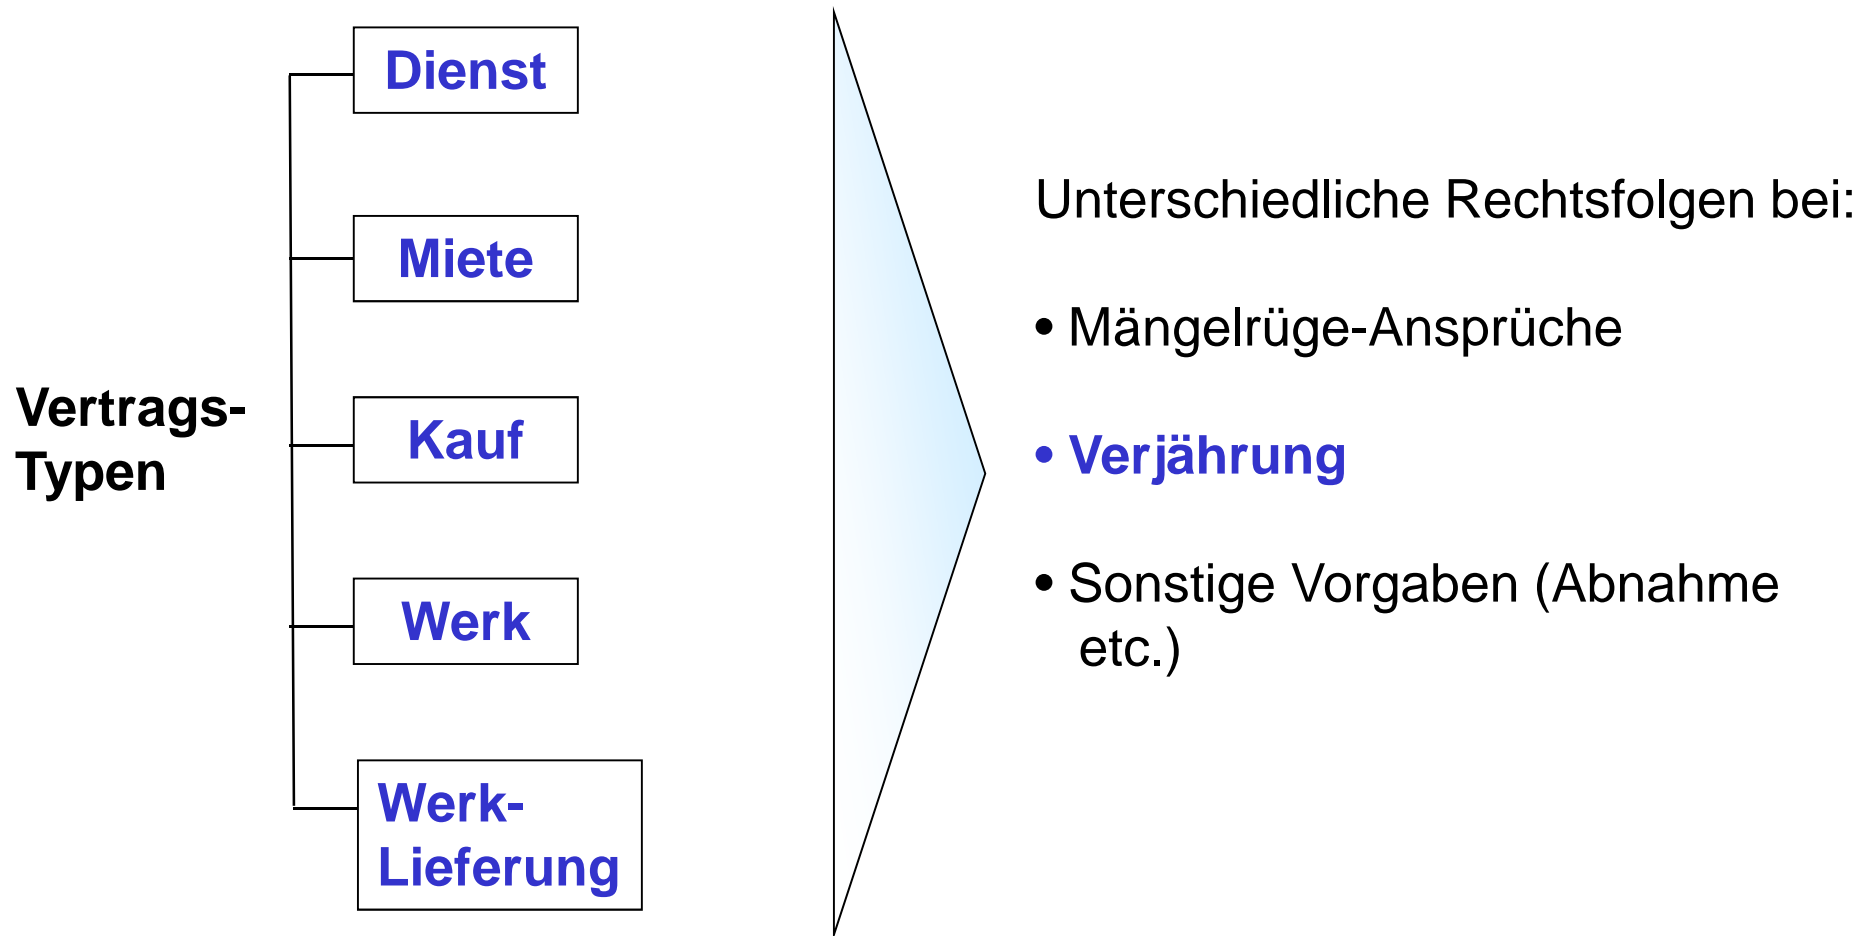 Vertrags-
Typen
Dienst
Miete
Kauf
Werk
Werk-
Lieferung
Unterschiedliche Rechtsfolgen bei:
• Mängelrüge-Ansprüche
• Verjährung
• Sonstige Vorgaben (Abnahme
etc.)